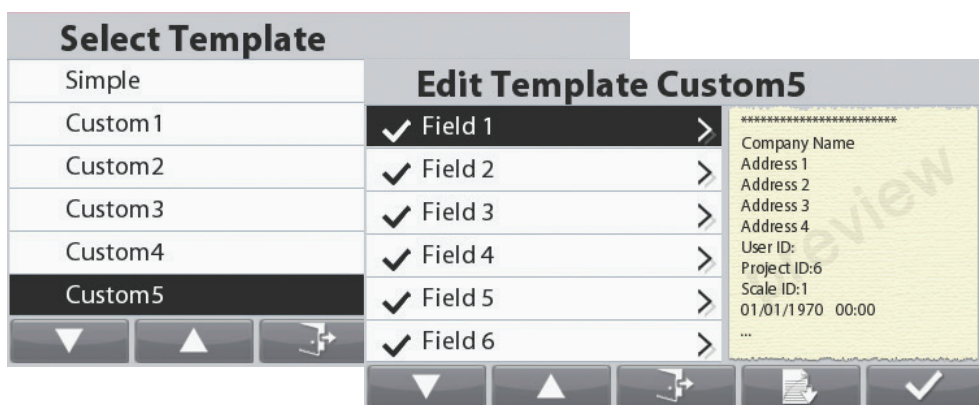 Select Template
Simple
Custom1
Custom2
Custom3
Custom4
Custom5
Edit Template Custom5
Field 1
Field 2
Field 3
Field 4
Field 5
Field 6
************************
Company Name
Address 1
Address 2
Address 3
Address 4
User ID:
Project ID:6
Scale ID:1
01/01/1970 00:00
...
preview